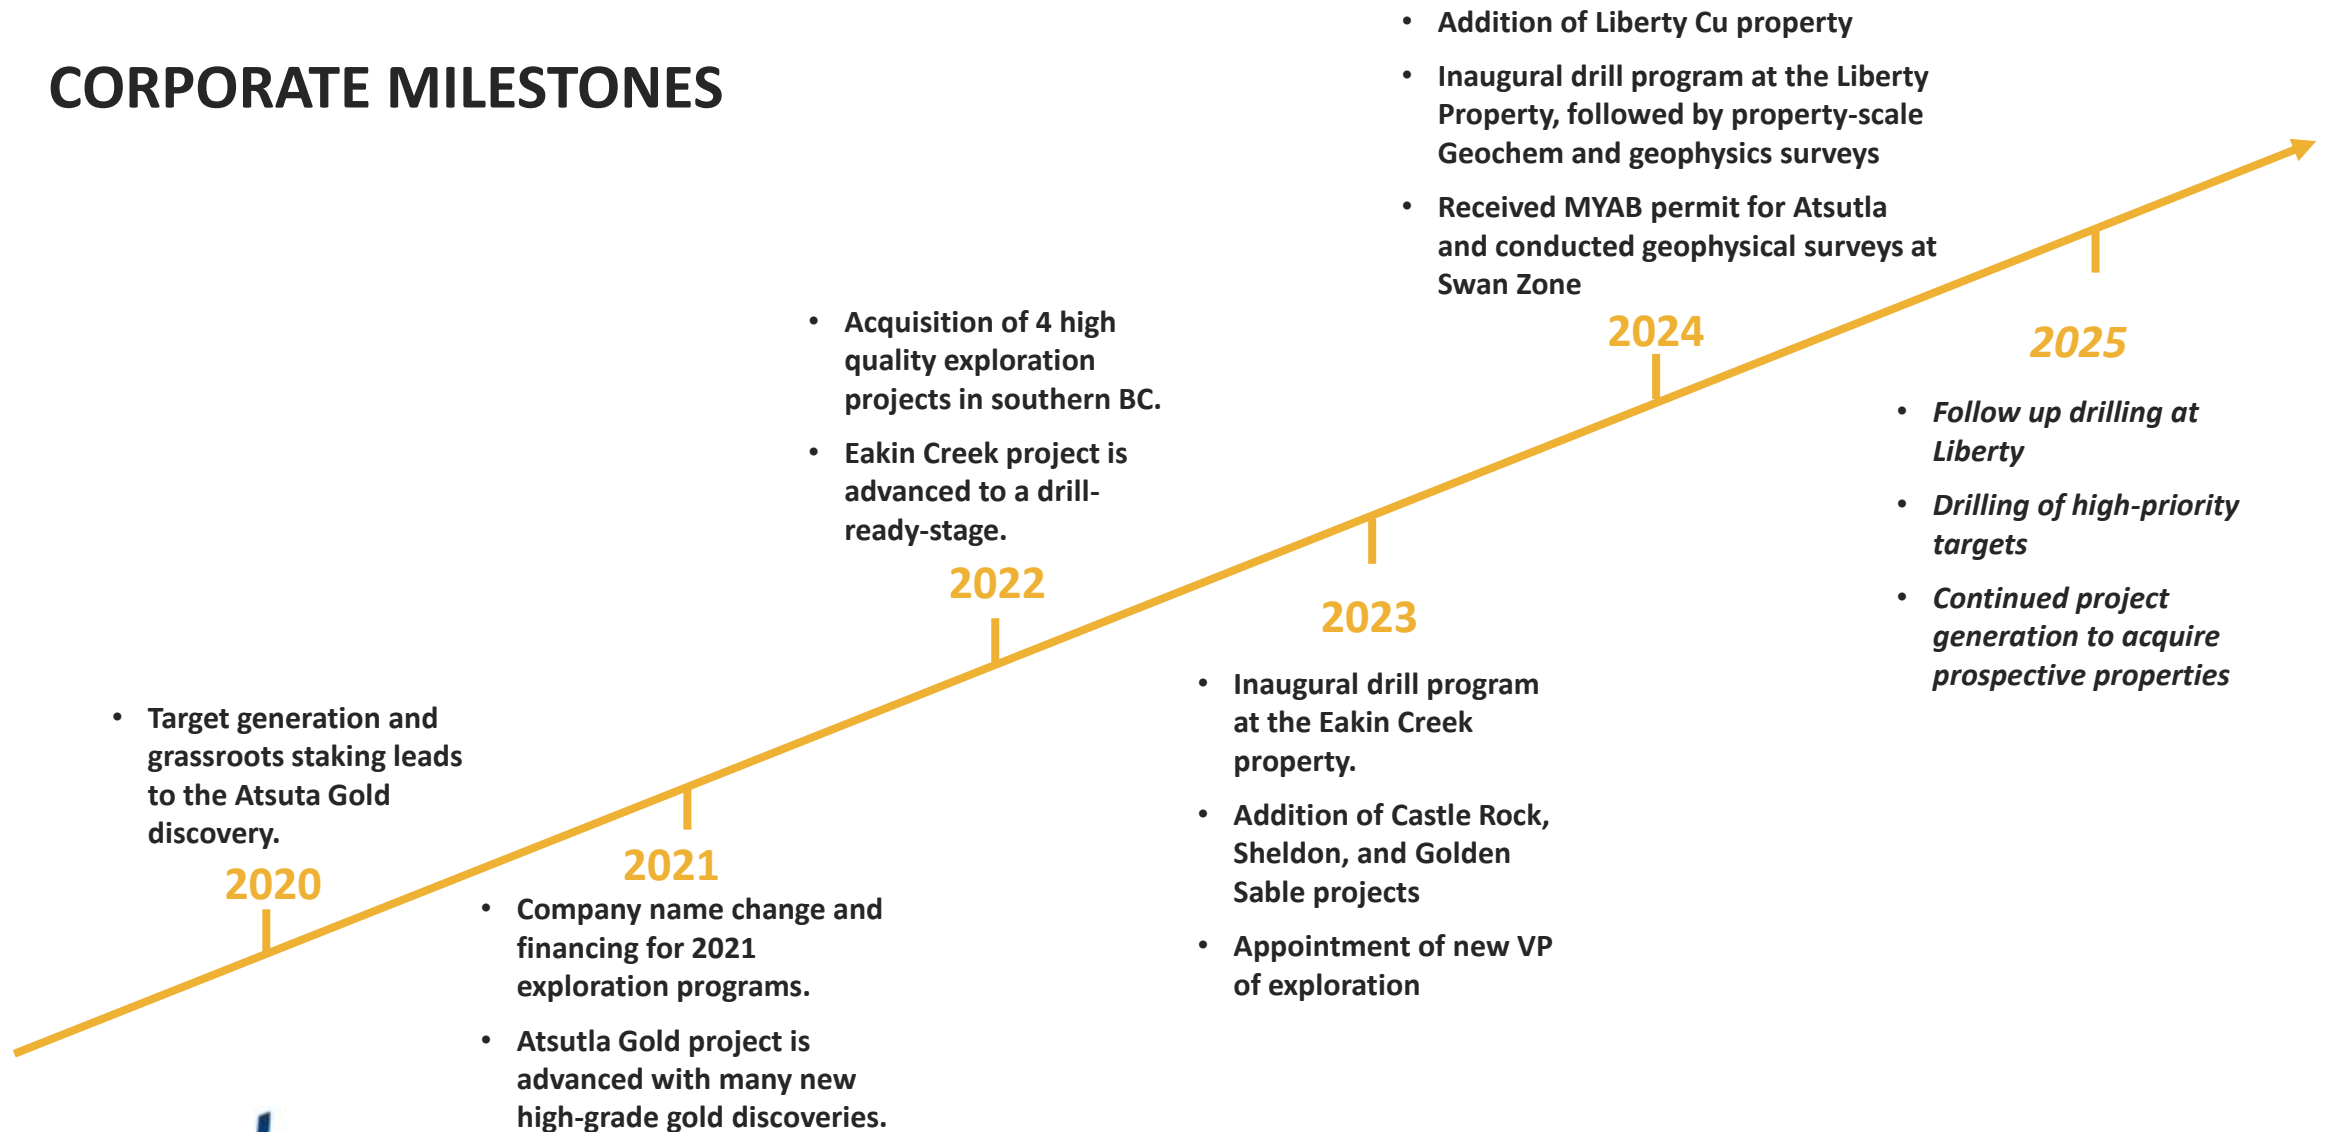 CORPORATE MILESTONES
• Target generation and
grassroots staking leads
to the Atsuta Gold
discovery.
2020
2021
• Company name change and
financing for 2021
exploration programs.
• Atsutla Gold project is
advanced with many new
high-grade gold discoveries.
• Acquisition of 4 high
quality exploration
projects in southern BC.
• Eakin Creek project is
advanced to a drill-
ready-stage.
2022
2023
• Inaugural drill program
at the Eakin Creek
property.
• Addition of Castle Rock,
Sheldon, and Golden
Sable projects
• Appointment of new VP
of exploration
• Addition of Liberty Cu property
• Inaugural drill program at the Liberty
Property, followed by property-scale
Geochem and geophysics surveys
• Received MYAB permit for Atsutla
and conducted geophysical surveys at
Swan Zone
2024
2025
• Follow up drilling at
Liberty
• Drilling of high-priority
targets
• Continued project
generation to acquire
prospective properties